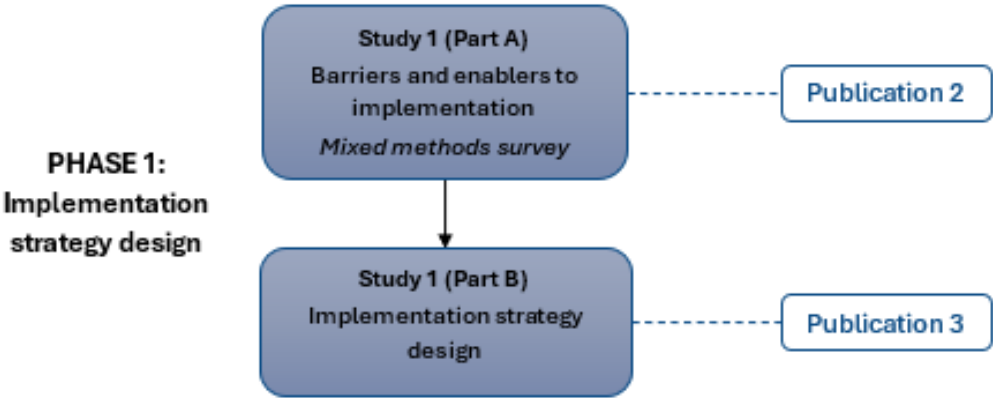 Study 1 (Part A)
Barriers and enablers to
implementation
Mixed methods survey
Publication 2
PHASE 1:
Implementation
strategy design
Study 1 (Part B)
Implementation strategy
design
Publication 3